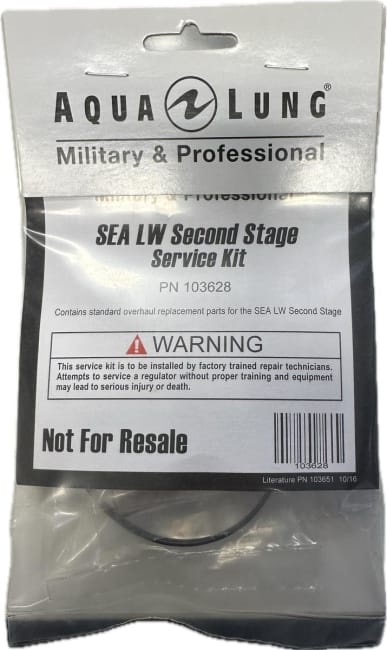 AQUA LUNG®
Military & Professional
Military & Professional
SEA LW Second Stage
Service Kit
PN 103628
Contains standard overhaul replacement parts for the SEA LW Second Stage
WARNING
This service kit is to be installed by factory trained repair technicians.
Attempts to service a regulator without proper training and equipment
may lead to serious injury or death.
Not For Resale
103628
Literature PN 103651 10/16